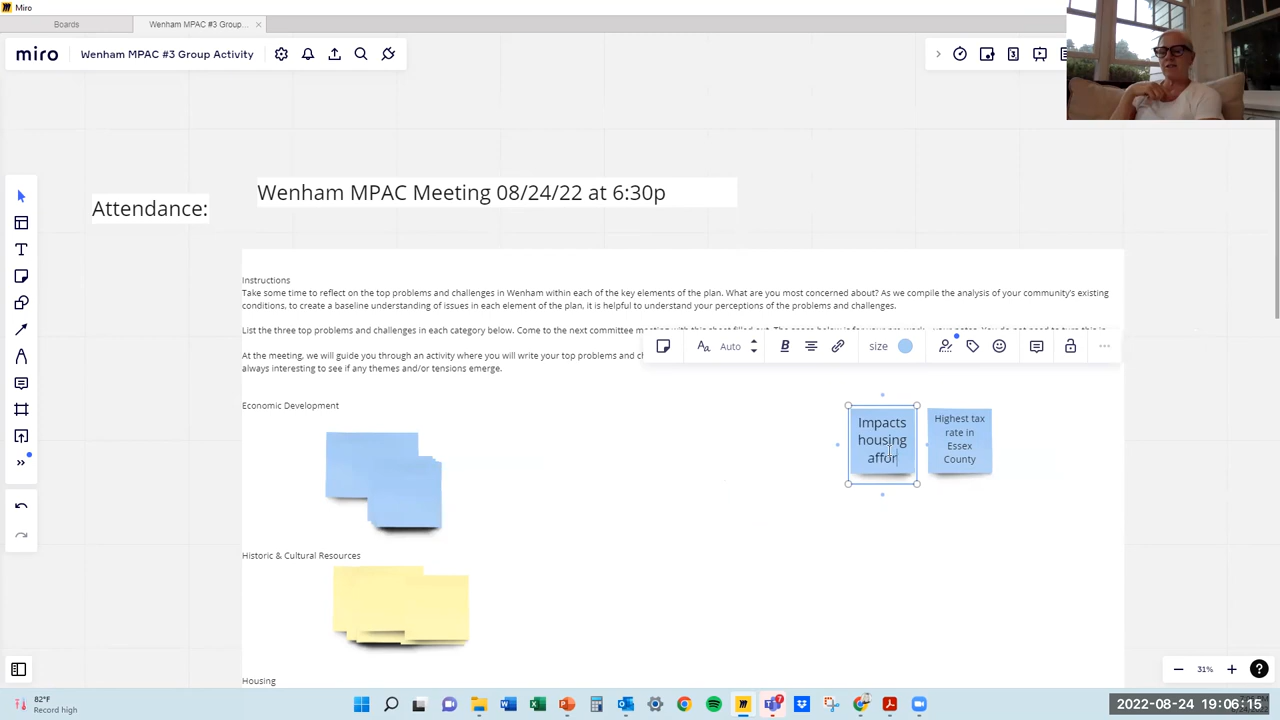 Miro
Boards
Wenham MPAC #3 Group...
miro
Wenham MPAC #3 Group Activity
Wenham MPAC Meeting 08/24/22 at 6:30p
Attendance:
Instructions
Take some time to reflect on the top problems and challenges in Wenham within each of the key elements of the plan. What are you most concerned about? As we compile the analysis of your community's existing
conditions, to create a baseline understanding of issues in each element of the plan, it is helpful to understand your perceptions of the problems and challenges.
List the three top problems and challenges in each category below. Come to the next committee meeting with this sheet filled out.
At the meeting, we will guide you through an activity where you will write your top problems and
always interesting to see if any themes and/or tensions emerge.
Auto
size
Economic Development
Impacts
housing
affor
Highest tax
rate in
Essex
County
Historic & Cultural Resources
Housing
31%
82°F
Record high
2022-08-24 19:06:15